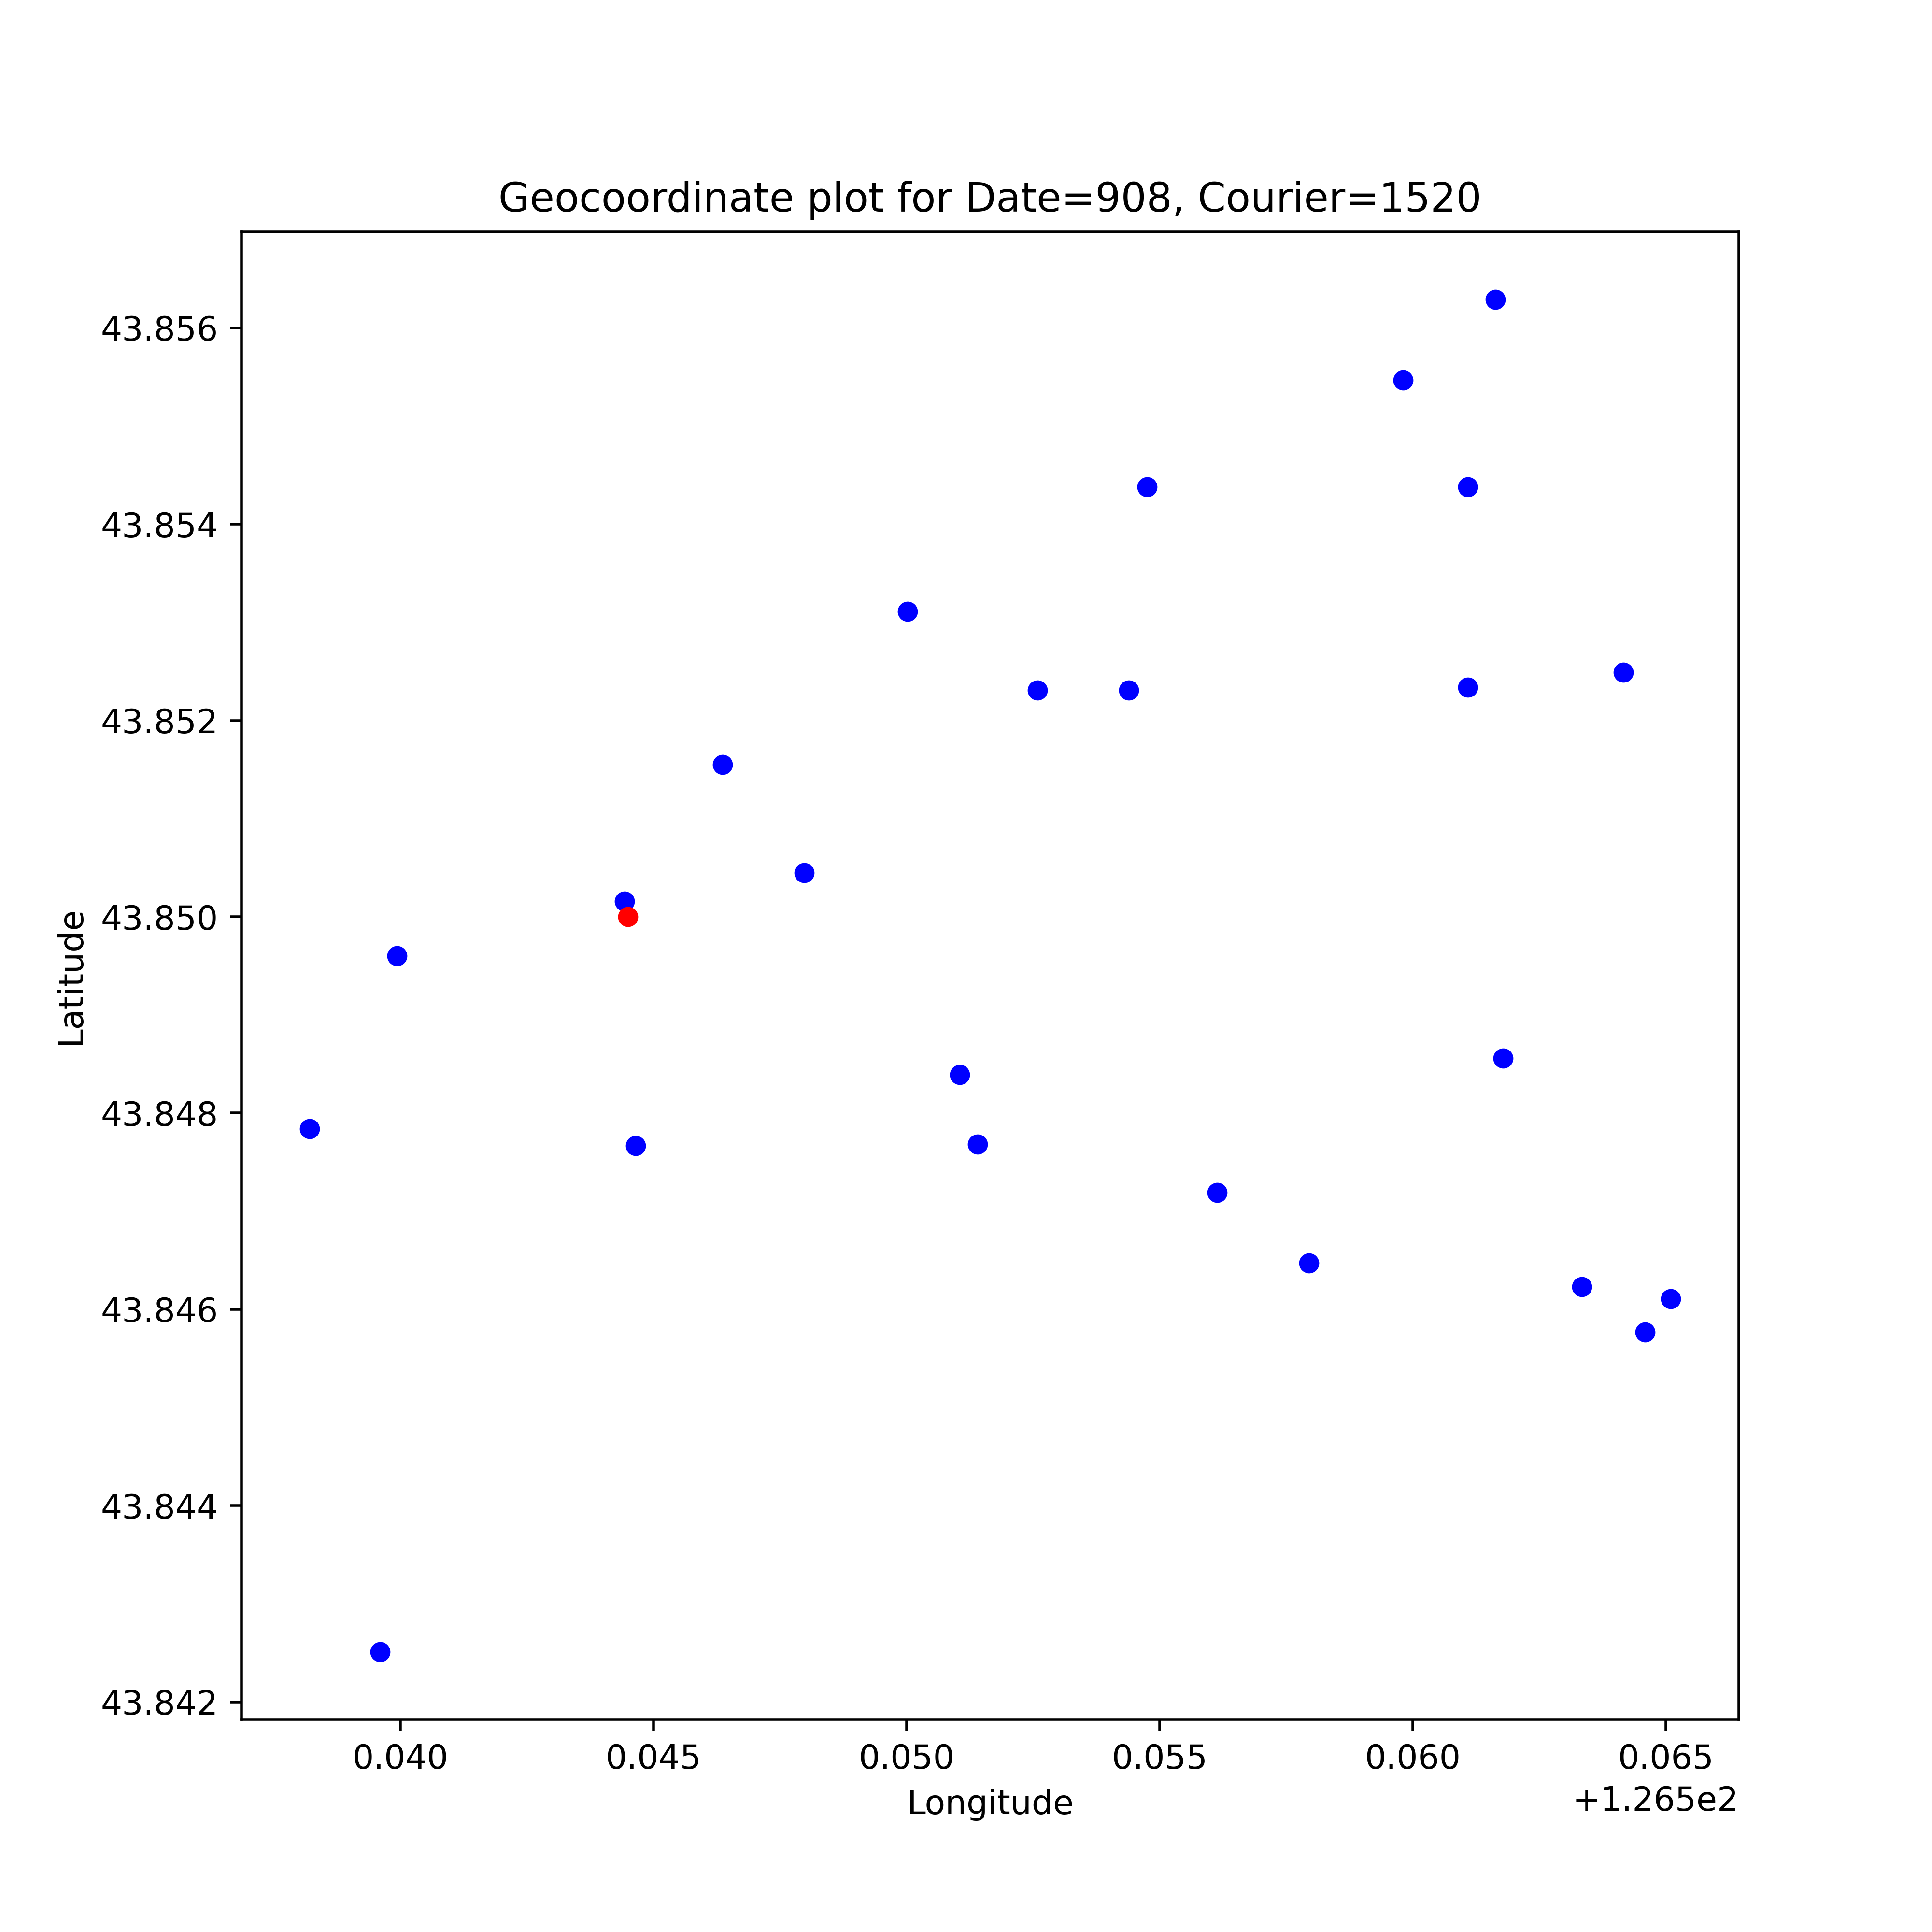 Geocoordinate plot for Date=908, Courier=1520
43.856
43.854
43.852
43.850
43.848
43.846
43.844
43.842
Latitude
0.040 0.045 0.050 0.055 0.060 0.065
+1.265e2
Longitude